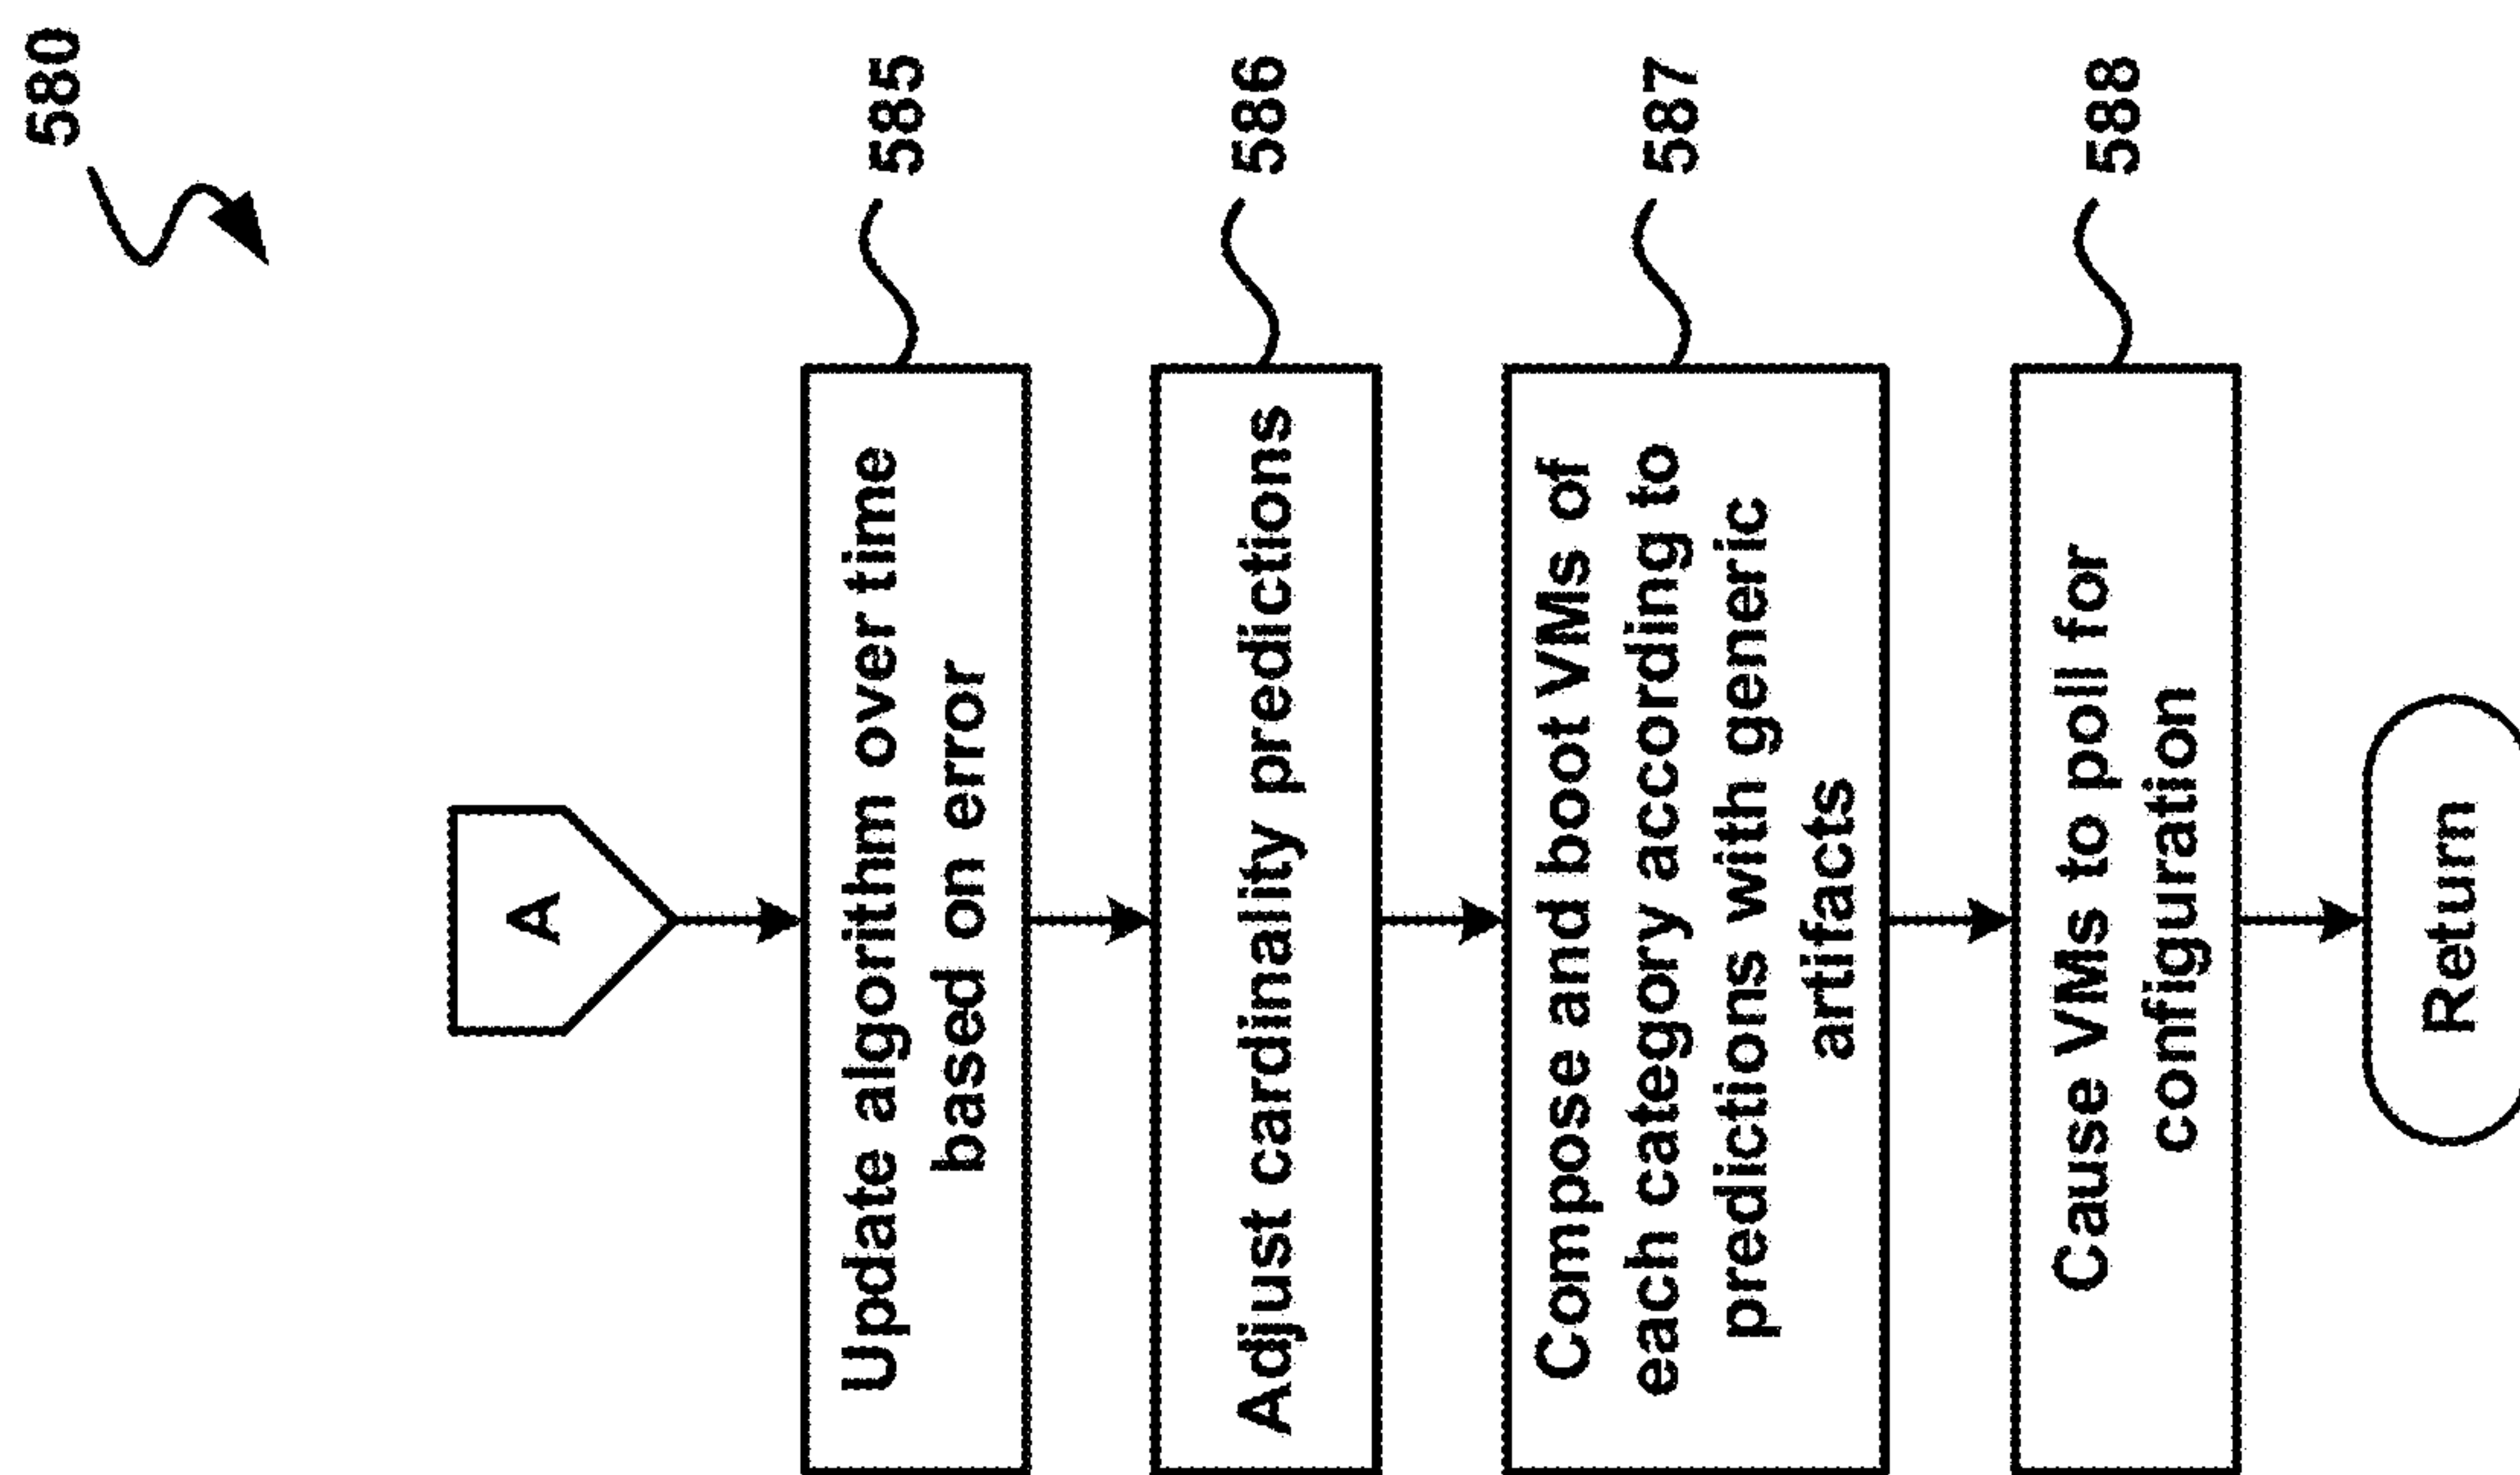 580
A
Update algorithm over time
based on error
585
Adjust cardinality predictions
586
Compose and boot VMs of
each category according to
predictions with generic
artifacts
587
Cause VMs to poll for
configuration
588
Return